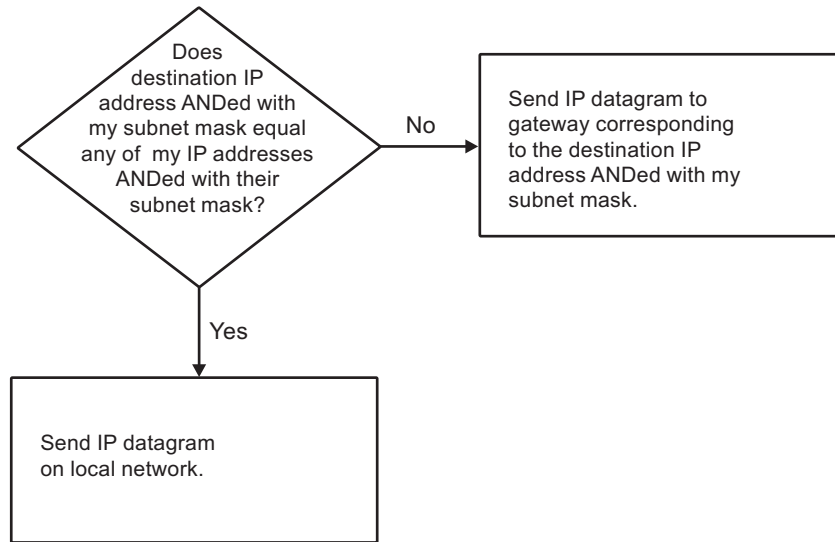 Does
destination IP
address ANDed with
my subnet mask equal
any of my IP addresses
ANDed with their
subnet mask?
No
Send IP datagram to
gateway corresponding
to the destination IP
address ANDed with my
subnet mask.
Yes
Send IP datagram
on local network.